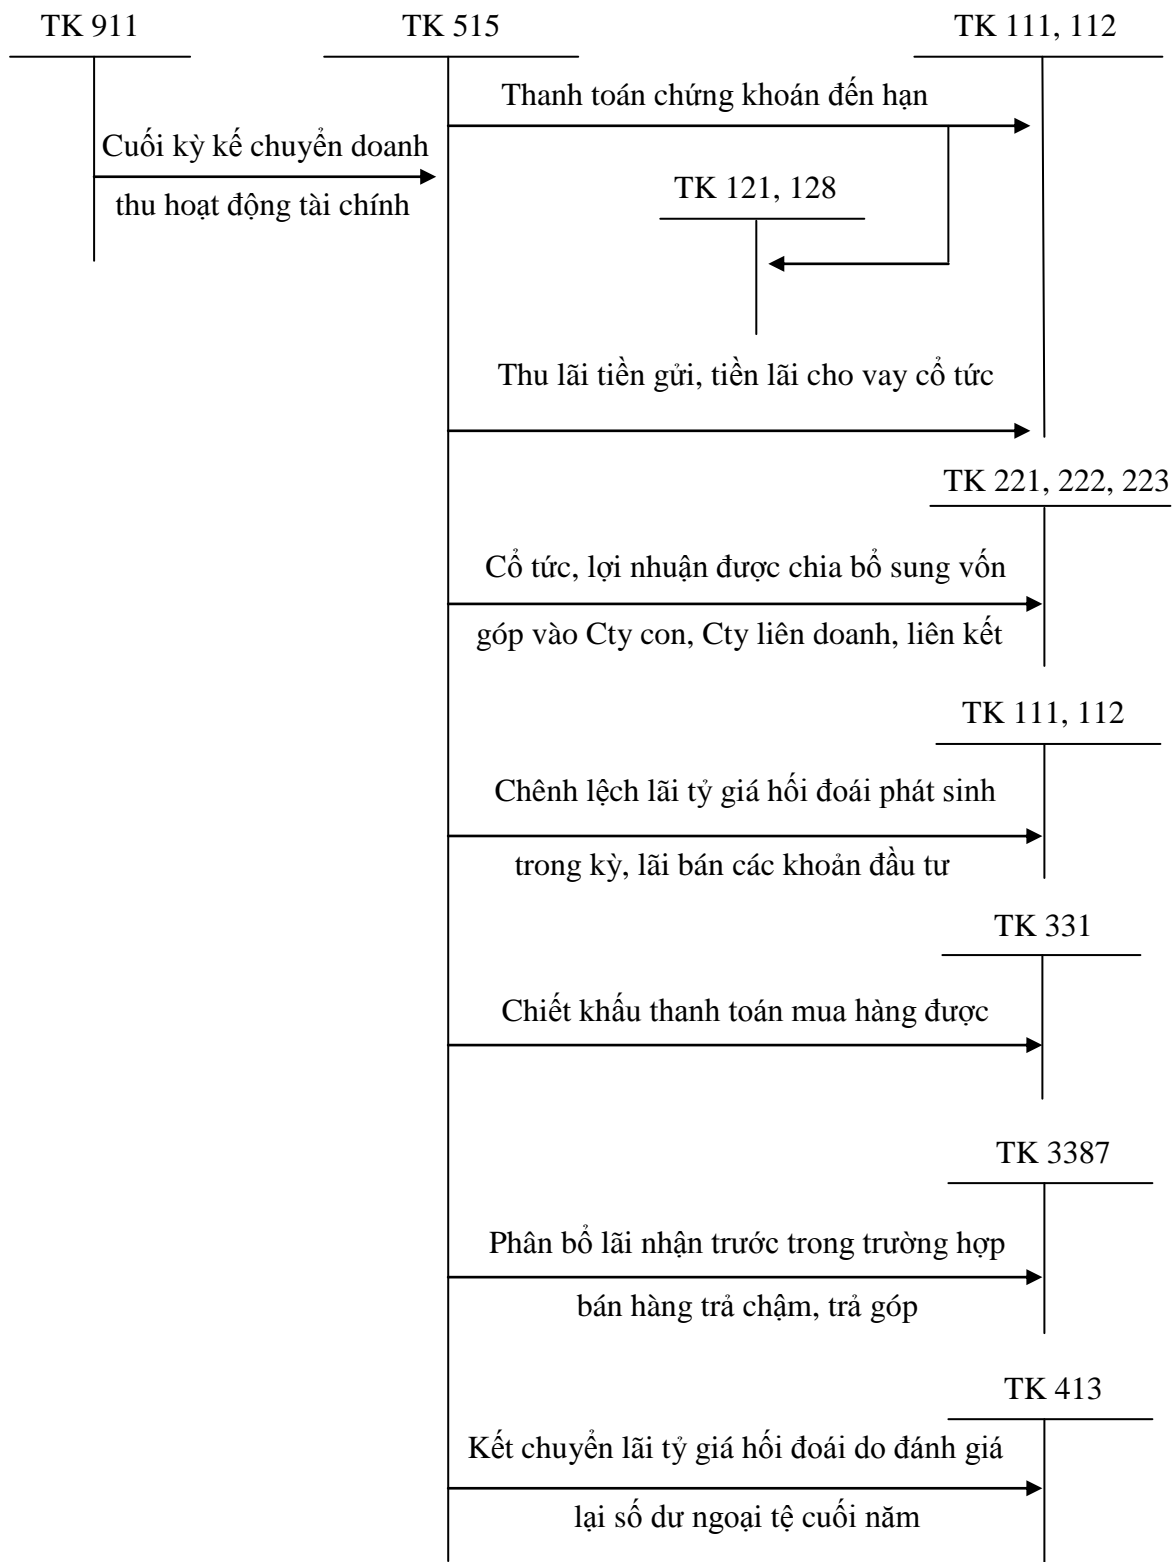 TK 911
TK 515
TK 111, 112
Thanh toán chứng khoán đến hạn
Cuối kỳ kế chuyển doanh
thu hoạt động tài chính
TK 121, 128
Thu lãi tiền gửi, tiền lãi cho vay cổ tức
TK 221, 222, 223
Cổ tức, lợi nhuận được chia bổ sung vốn
góp vào Cty con, Cty liên doanh, liên kết
TK 111, 112
Chênh lệch lãi tỷ giá hối đoái phát sinh
trong kỳ, lãi bán các khoản đầu tư
TK 331
Chiết khấu thanh toán mua hàng được
TK 3387
Phân bổ lãi nhận trước trong trường hợp
bán hàng trả chậm, trả góp
TK 413
Kết chuyển lãi tỷ giá hối đoái do đánh giá
lại số dư ngoại tệ cuối năm